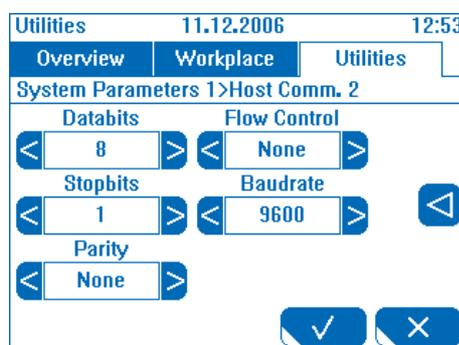 Utilities 11.12.2006 12:53
Overview Workplace Utilities
System Parameters 1>Host Comm. 2
Databits Flow Control
< 8 > < None >
Stopbits Baudrate
< 1 > < 9600 >
Parity
< None >